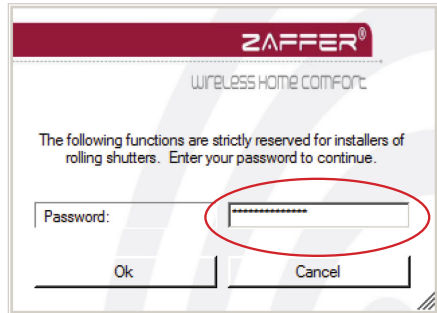 ZAFFER®
WIRELESS HOME COMFORT
The following functions are strictly reserved for installers of
rolling shutters. Enter your password to continue.
Password: **************
Ok Cancel